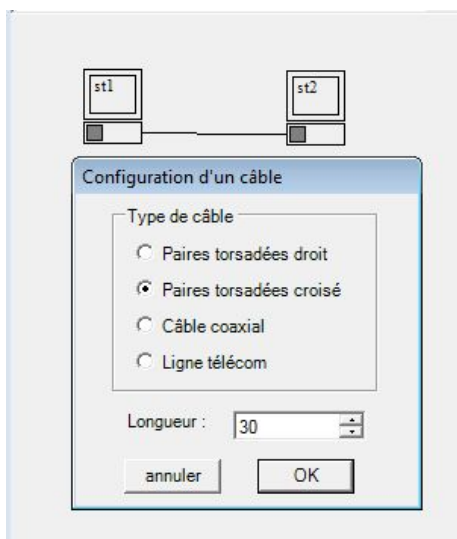 st1
st2
Configuration d'un câble
Type de câble
Paires torsadées droit
Paires torsadées croisé
Câble coaxial
Ligne télécom
Longueur : 30
annuler OK